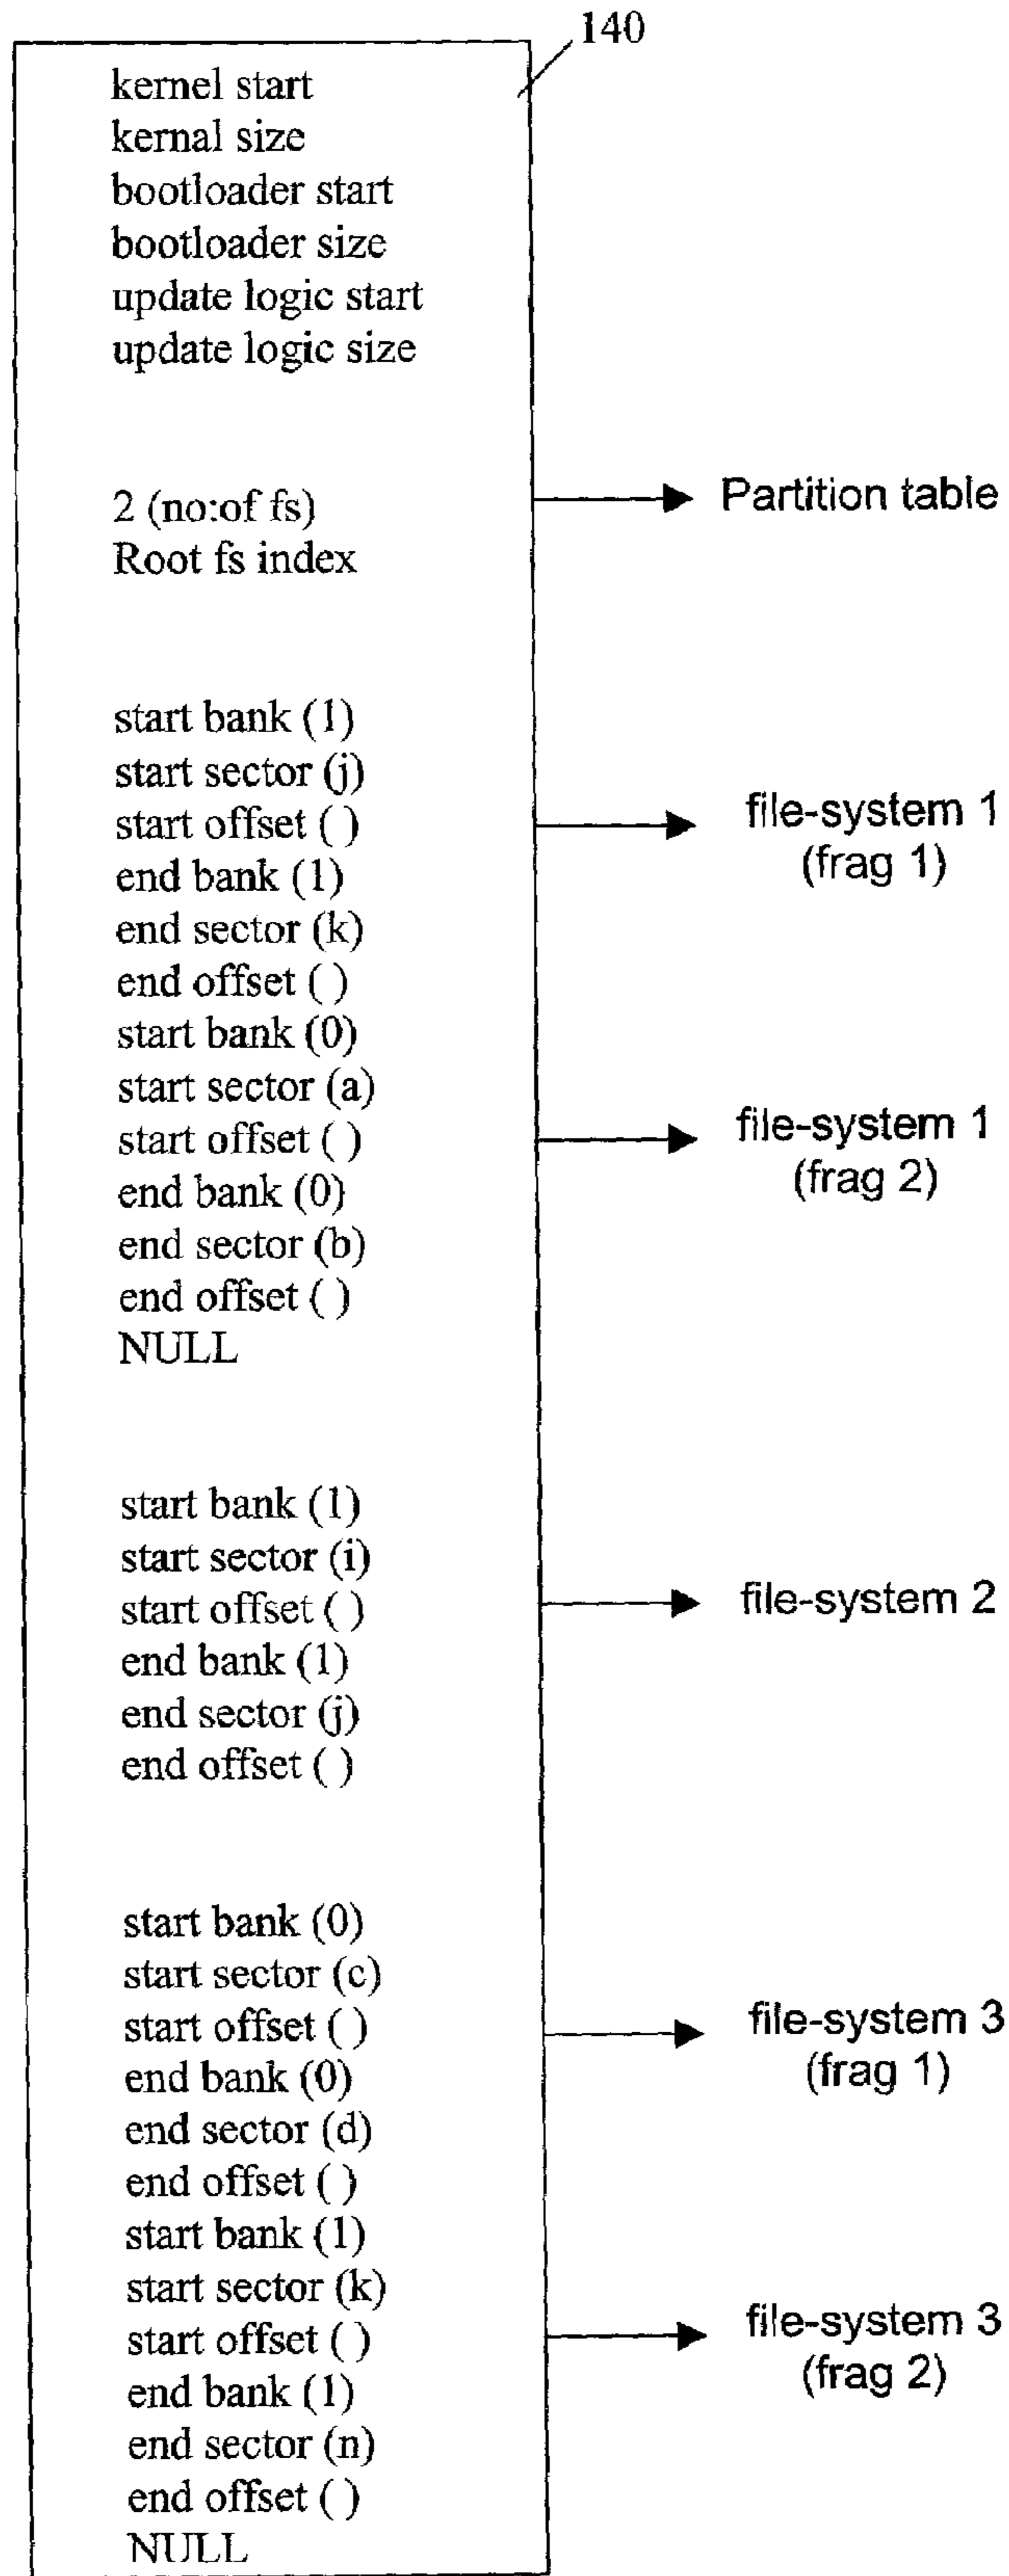 140
kernel start
kernal size
bootloader start
bootloader size
update logic start
update logic size
2 (no:of fs)
Partition table
Root fs index
start bank (1)
start sector (j)
start offset ( )
file-system 1
(frag 1)
end bank (1)
end sector (k)
end offset ( )
start bank (0)
start sector (a)
start offset ( )
file-system 1
(frag 2)
end bank (0)
end sector (b)
end offset ( )
NULL
start bank (1)
start sector (i)
start offset ( )
file-system 2
end bank (1)
end sector (j)
end offset ( )
start bank (0)
start sector (c)
start offset ( )
file-system 3
(frag 1)
end bank (0)
end sector (d)
end offset ( )
start bank (1)
start sector (k)
start offset ( )
file-system 3
(frag 2)
end bank (1)
end sector (n)
end offset ( )
NULL